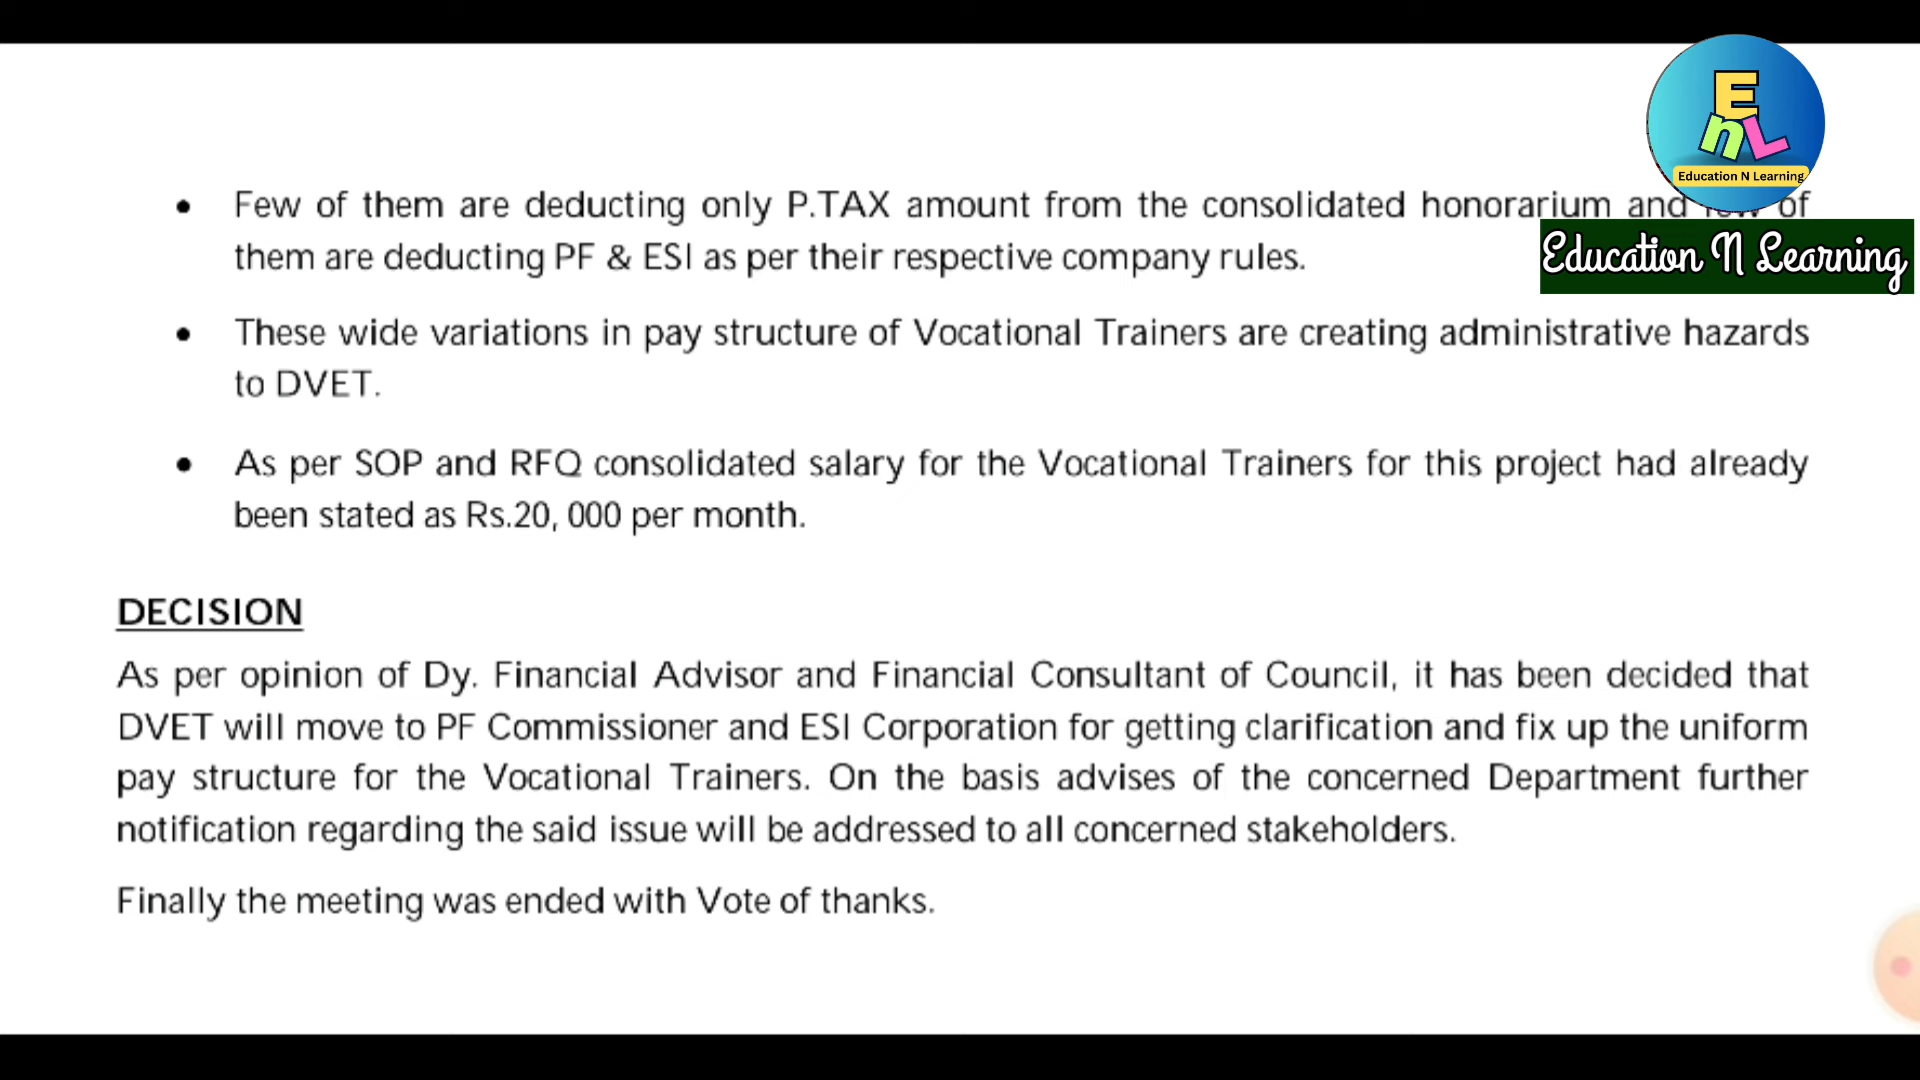 E
n L
Education N Learning
• Few of them are deducting only P.TAX amount from the consolidated honorarium and few of
Education N Learning
them are deducting PF & ESI as per their respective company rules.
• These wide variations in pay structure of Vocational Trainers are creating administrative hazards
to DVET.
• As per SOP and RFQ consolidated salary for the Vocational Trainers for this project had already
been stated as Rs.20, 000 per month.
DECISION
As per opinion of Dy. Financial Advisor and Financial Consultant of Council, it has been decided that
DVET will move to PF Commissioner and ESI Corporation for getting clarification and fix up the uniform
pay structure for the Vocational Trainers. On the basis advises of the concerned Department further
notification regarding the said issue will be addressed to all concerned stakeholders.
Finally the meeting was ended with Vote of thanks.